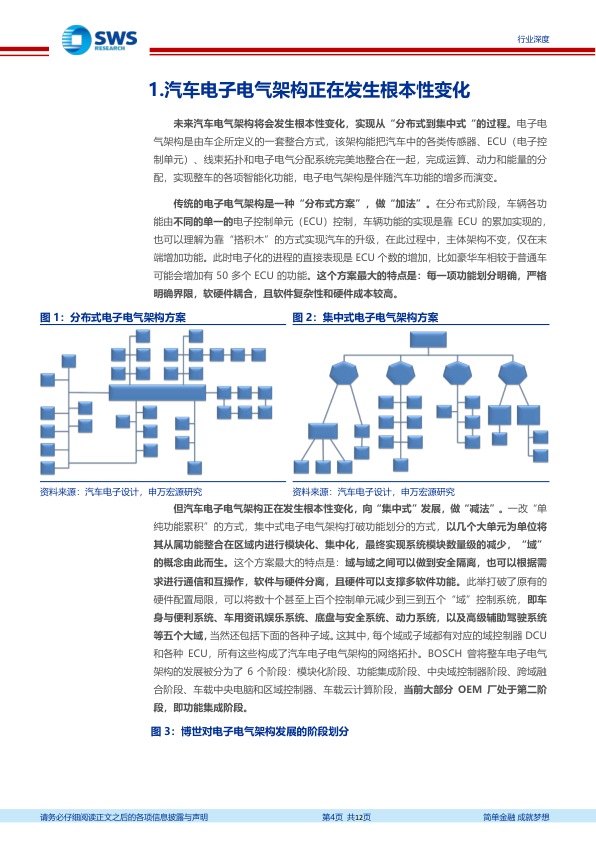 SWS
RESEARCH
行业深度
1.汽车电子电气架构正在发生根本性变化
未来汽车电气架构将会发生根本性变化，实现从“分布式到集中式“的过程。电子电
气架构是由车企所定义的一套整合方式，该架构能把汽车中的各类传感器、ECU（电子控
制单元）、线束拓扑和电子电气分配系统完美地整合在一起，完成运算、动力和能量的分
配，实现整车的各项智能化功能，电子电气架构是伴随汽车功能的增多而演变。
传统的电子电气架构是一种“分布式方案”，做“加法”。在分布式阶段，车辆各功
能由不同的单一的电子控制单元（ECU）控制，车辆功能的实现是靠 ECU 的累加实现的，
也可以理解为靠“搭积木”的方式实现汽车的升级，在此过程中，主体架构不变，仅在末
端增加功能。此时电子化的进程的直接表现是 ECU 个数的增加，比如豪华车相较于普通车
可能会增加有 50 多个 ECU 的功能。这个方案最大的特点是：每一项功能划分明确，严格
明确界限，软硬件耦合，且软件复杂性和硬件成本较高。
图 1：分布式电子电气架构方案
图 2：集中式电子电气架构方案
资料来源：汽车电子设计，申万宏源研究
资料来源：汽车电子设计，申万宏源研究
但汽车电子电气架构正在发生根本性变化，向“集中式”发展，做“减法”。一改“单
纯功能累积”的方式，集中式电子电气架构打破功能划分的方式，以几个大单元为单位将
其从属功能整合在区域内进行模块化、集中化，最终实现系统模块数量级的减少，“域”
的概念由此而生。这个方案最大的特点是：域与域之间可以做到安全隔离，也可以根据需
求进行通信和互操作，软件与硬件分离，且硬件可以支撑多软件功能。此举打破了原有的
硬件配置局限，可以将数十个甚至上百个控制单元减少到三到五个“域”控制系统，即车
身与便利系统、车用资讯娱乐系统、底盘与安全系统、动力系统，以及高级辅助驾驶系统
等五个大域，当然还包括下面的各种子域。这其中，每个域或子域都有对应的域控制器 DCU
和各种 ECU，所有这些构成了汽车电子电气架构的网络拓扑。BOSCH 曾将整车电子电气
架构的发展被分为了 6 个阶段：模块化阶段、功能集成阶段、中央域控制器阶段、跨域融
合阶段、车载中央电脑和区域控制器、车载云计算阶段，当前大部分 OEM 厂处于第二阶
段，即功能集成阶段。
图 3：博世对电子电气架构发展的阶段划分
请务必仔细阅读正文之后的各项信息披露与声明
第4页 共12页
简单金融 成就梦想